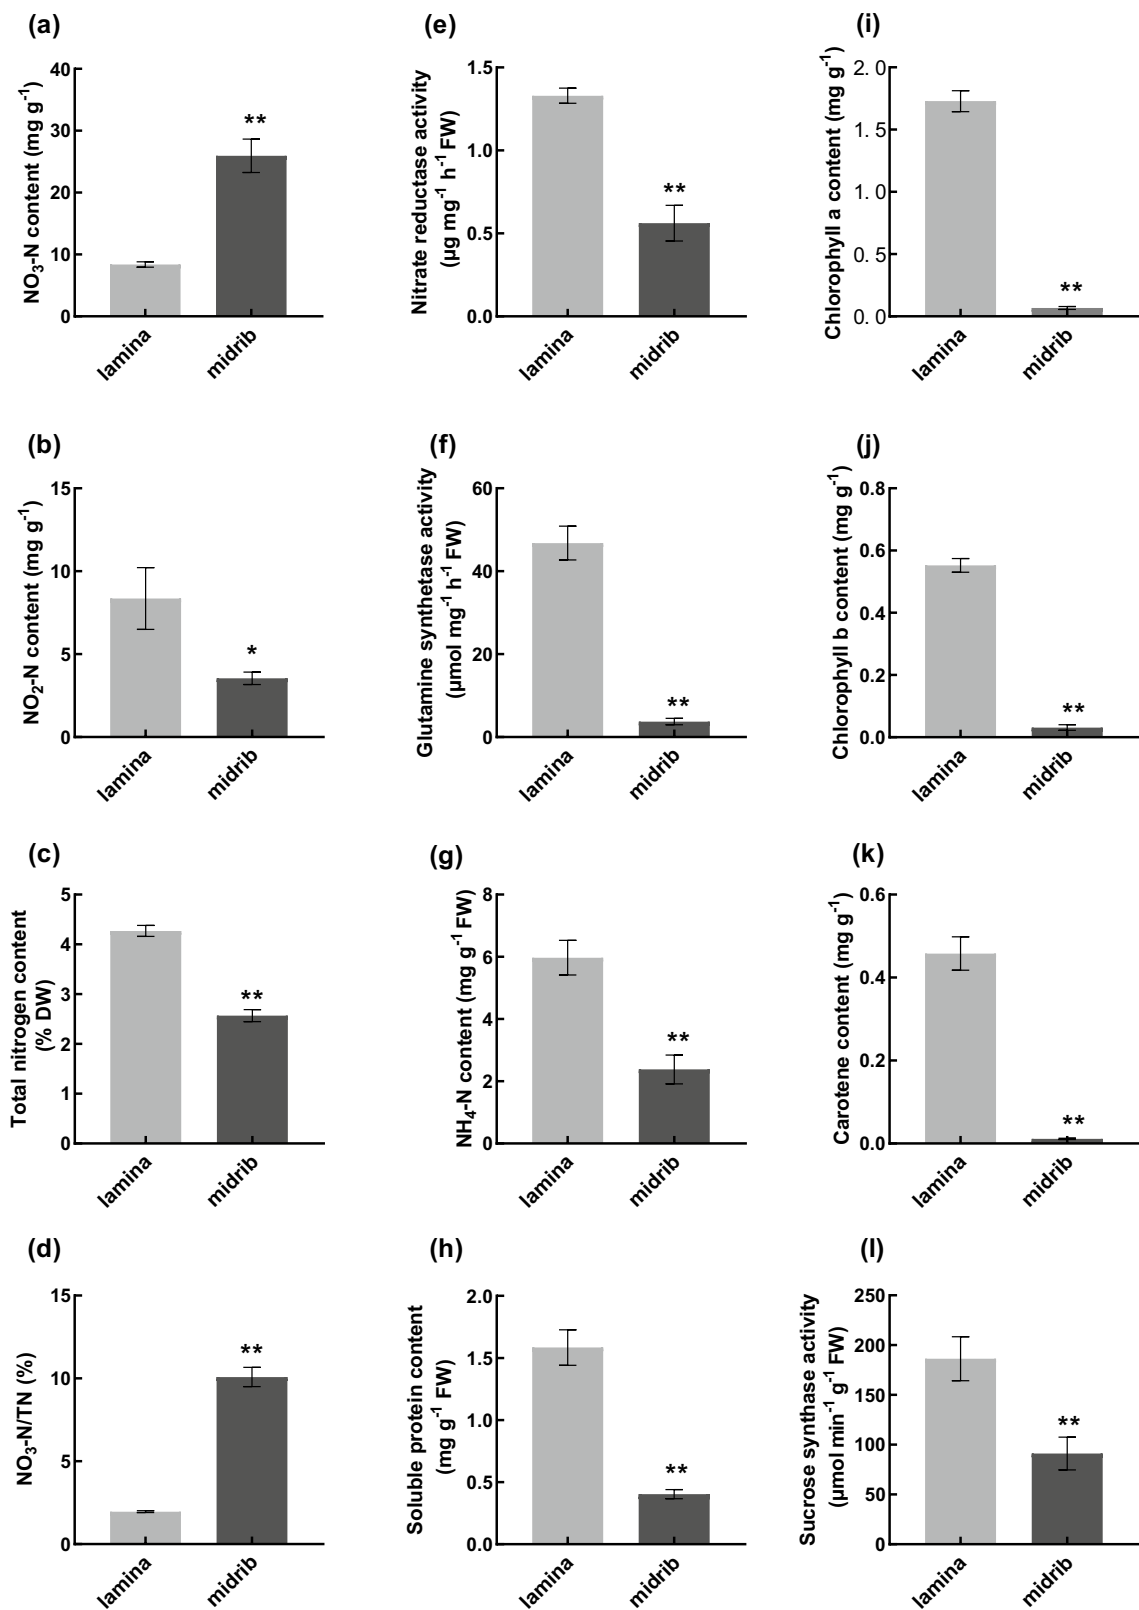 (a)
NO3-N content (mg g-1)
40
30
20
10
0
**
lamina
midrib
(e)
Nitrate reductase activity
(μg mg-1 h-1 FW)
1.5
1.0
0.5
0.0
**
lamina
midrib
(i)
Chlorophyll a content (mg g-1)
2.0
1.5
1.0
0.5
0.0
**
lamina
midrib
(b)
NO2-N content (mg g-1)
15
10
5
0
*
lamina
midrib
(f)
Glutamine synthetase activity
(μmol mg-1 h-1 FW)
60
40
20
0
**
lamina
midrib
(j)
Chlorophyll b content (mg g-1)
0.8
0.6
0.4
0.2
0.0
**
lamina
midrib
(c)
Total nitrogen content
(% DW)
5
4
3
2
1
0
**
lamina
midrib
(g)
NH4-N content (mg g-1 FW)
8
6
4
2
0
**
lamina
midrib
(k)
Carotene content (mg g-1)
0.6
0.4
0.2
0.0
**
lamina
midrib
(d)
NO3-N/TN (%)
15
10
5
0
**
lamina
midrib
(h)
Soluble protein content
(mg g-1 FW)
2.0
1.5
1.0
0.5
0.0
**
lamina
midrib
(l)
Sucrose synthase activity
(μmol min-1 g-1 FW)
250
200
150
100
50
0
**
lamina
midrib